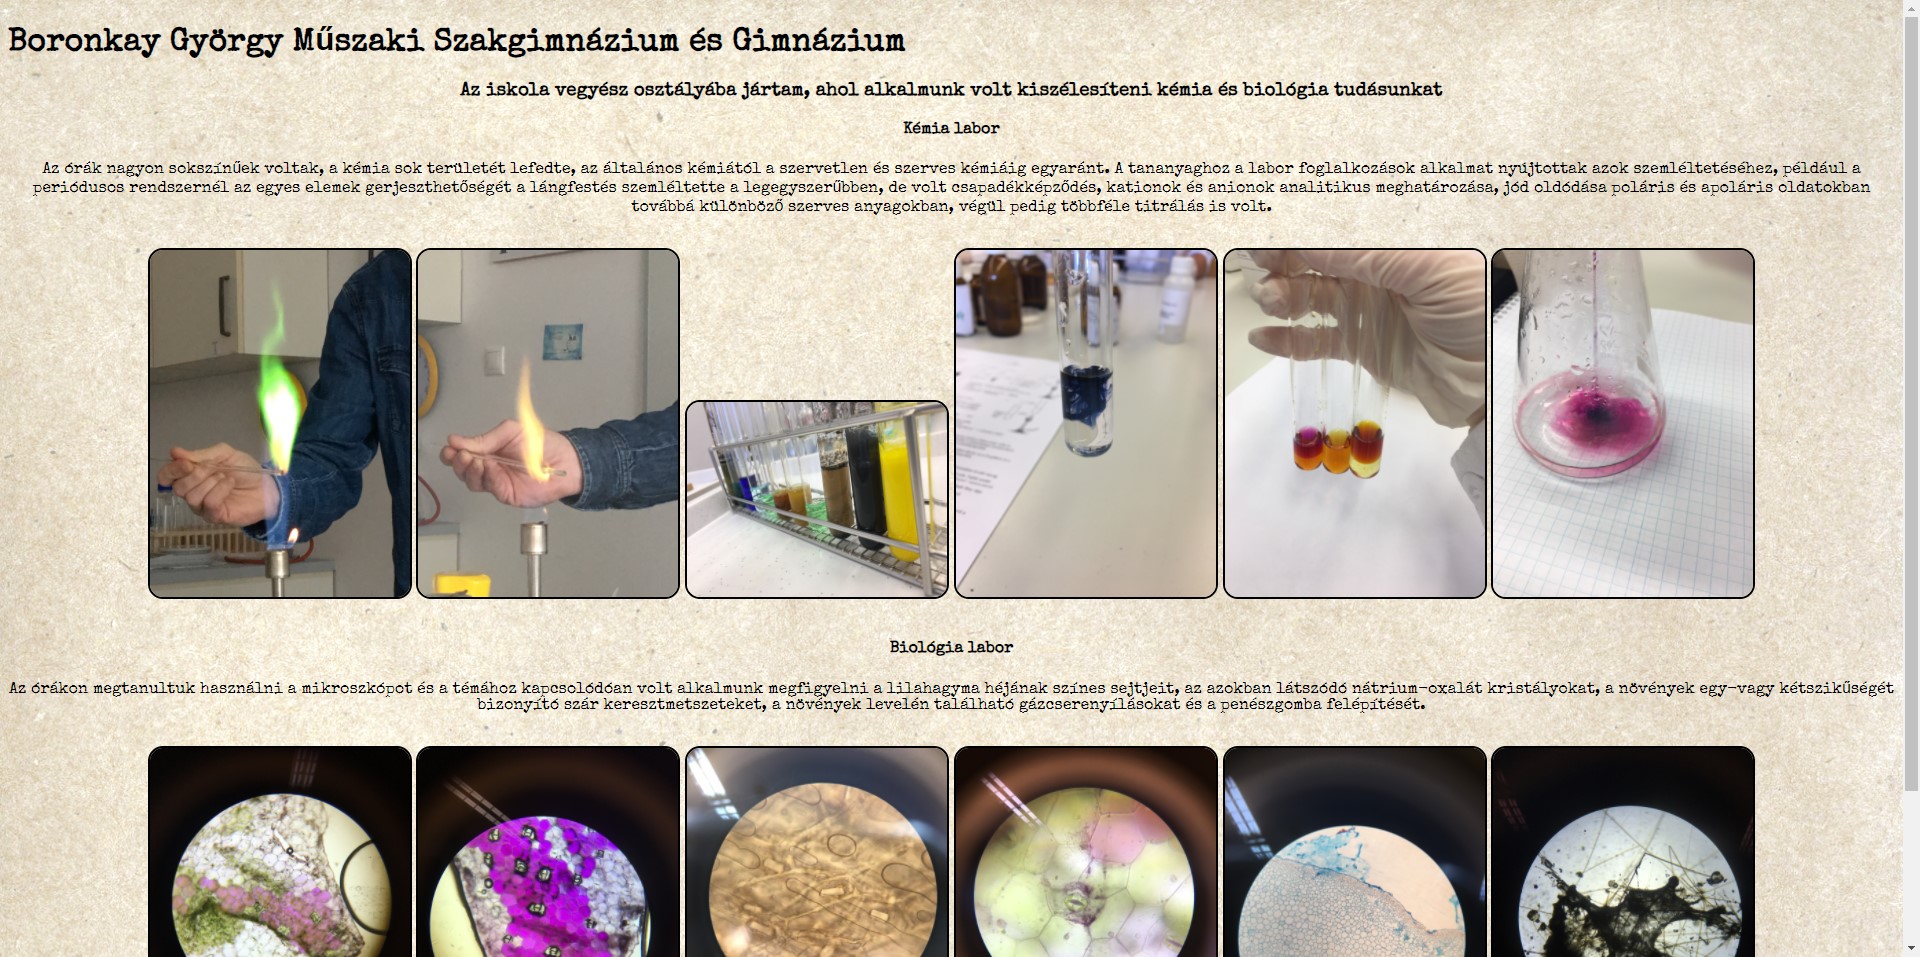 Boronkay György Műszaki Szakgimnázium és Gimnázium
Az iskola vegyész osztályába jártam, ahol alkalmunk volt kiszélesíteni kémia és biológia tudásunkat
Kémia labor
Az órák nagyon sokszínűek voltak, a kémia sok területét lefedte, az általános kémiától a szervetlen és szerves kémiáig egyaránt. A tananyaghoz a labor foglalkozások alkalmat nyújtottak azok szemléltetéséhez, például a
periódusos rendszernél az egyes elemek gerjeszthetőségét a lángfestés szemléltette a legegyszerűbben, de volt csapadékképződés, kationok és anionok analitikus meghatározása, jód oldódása poláris és apoláris oldatokban
továbbá különböző szerves anyagokban, végül pedig többféle titrálás is volt.
Biológia labor
Az órákon megtanultuk használni a mikroszkópot és a témához kapcsolódóan volt alkalmunk megfigyelni a lilahagyma héjának színes sejtjeit, az azokban látszódó nátrium-oxalát kristályokat, a növények egy-vagy kétszikűségét
bizonyító szár keresztmetszeteket, a növények levelén található gázcserenyílásokat és a penészgomba felépítését.